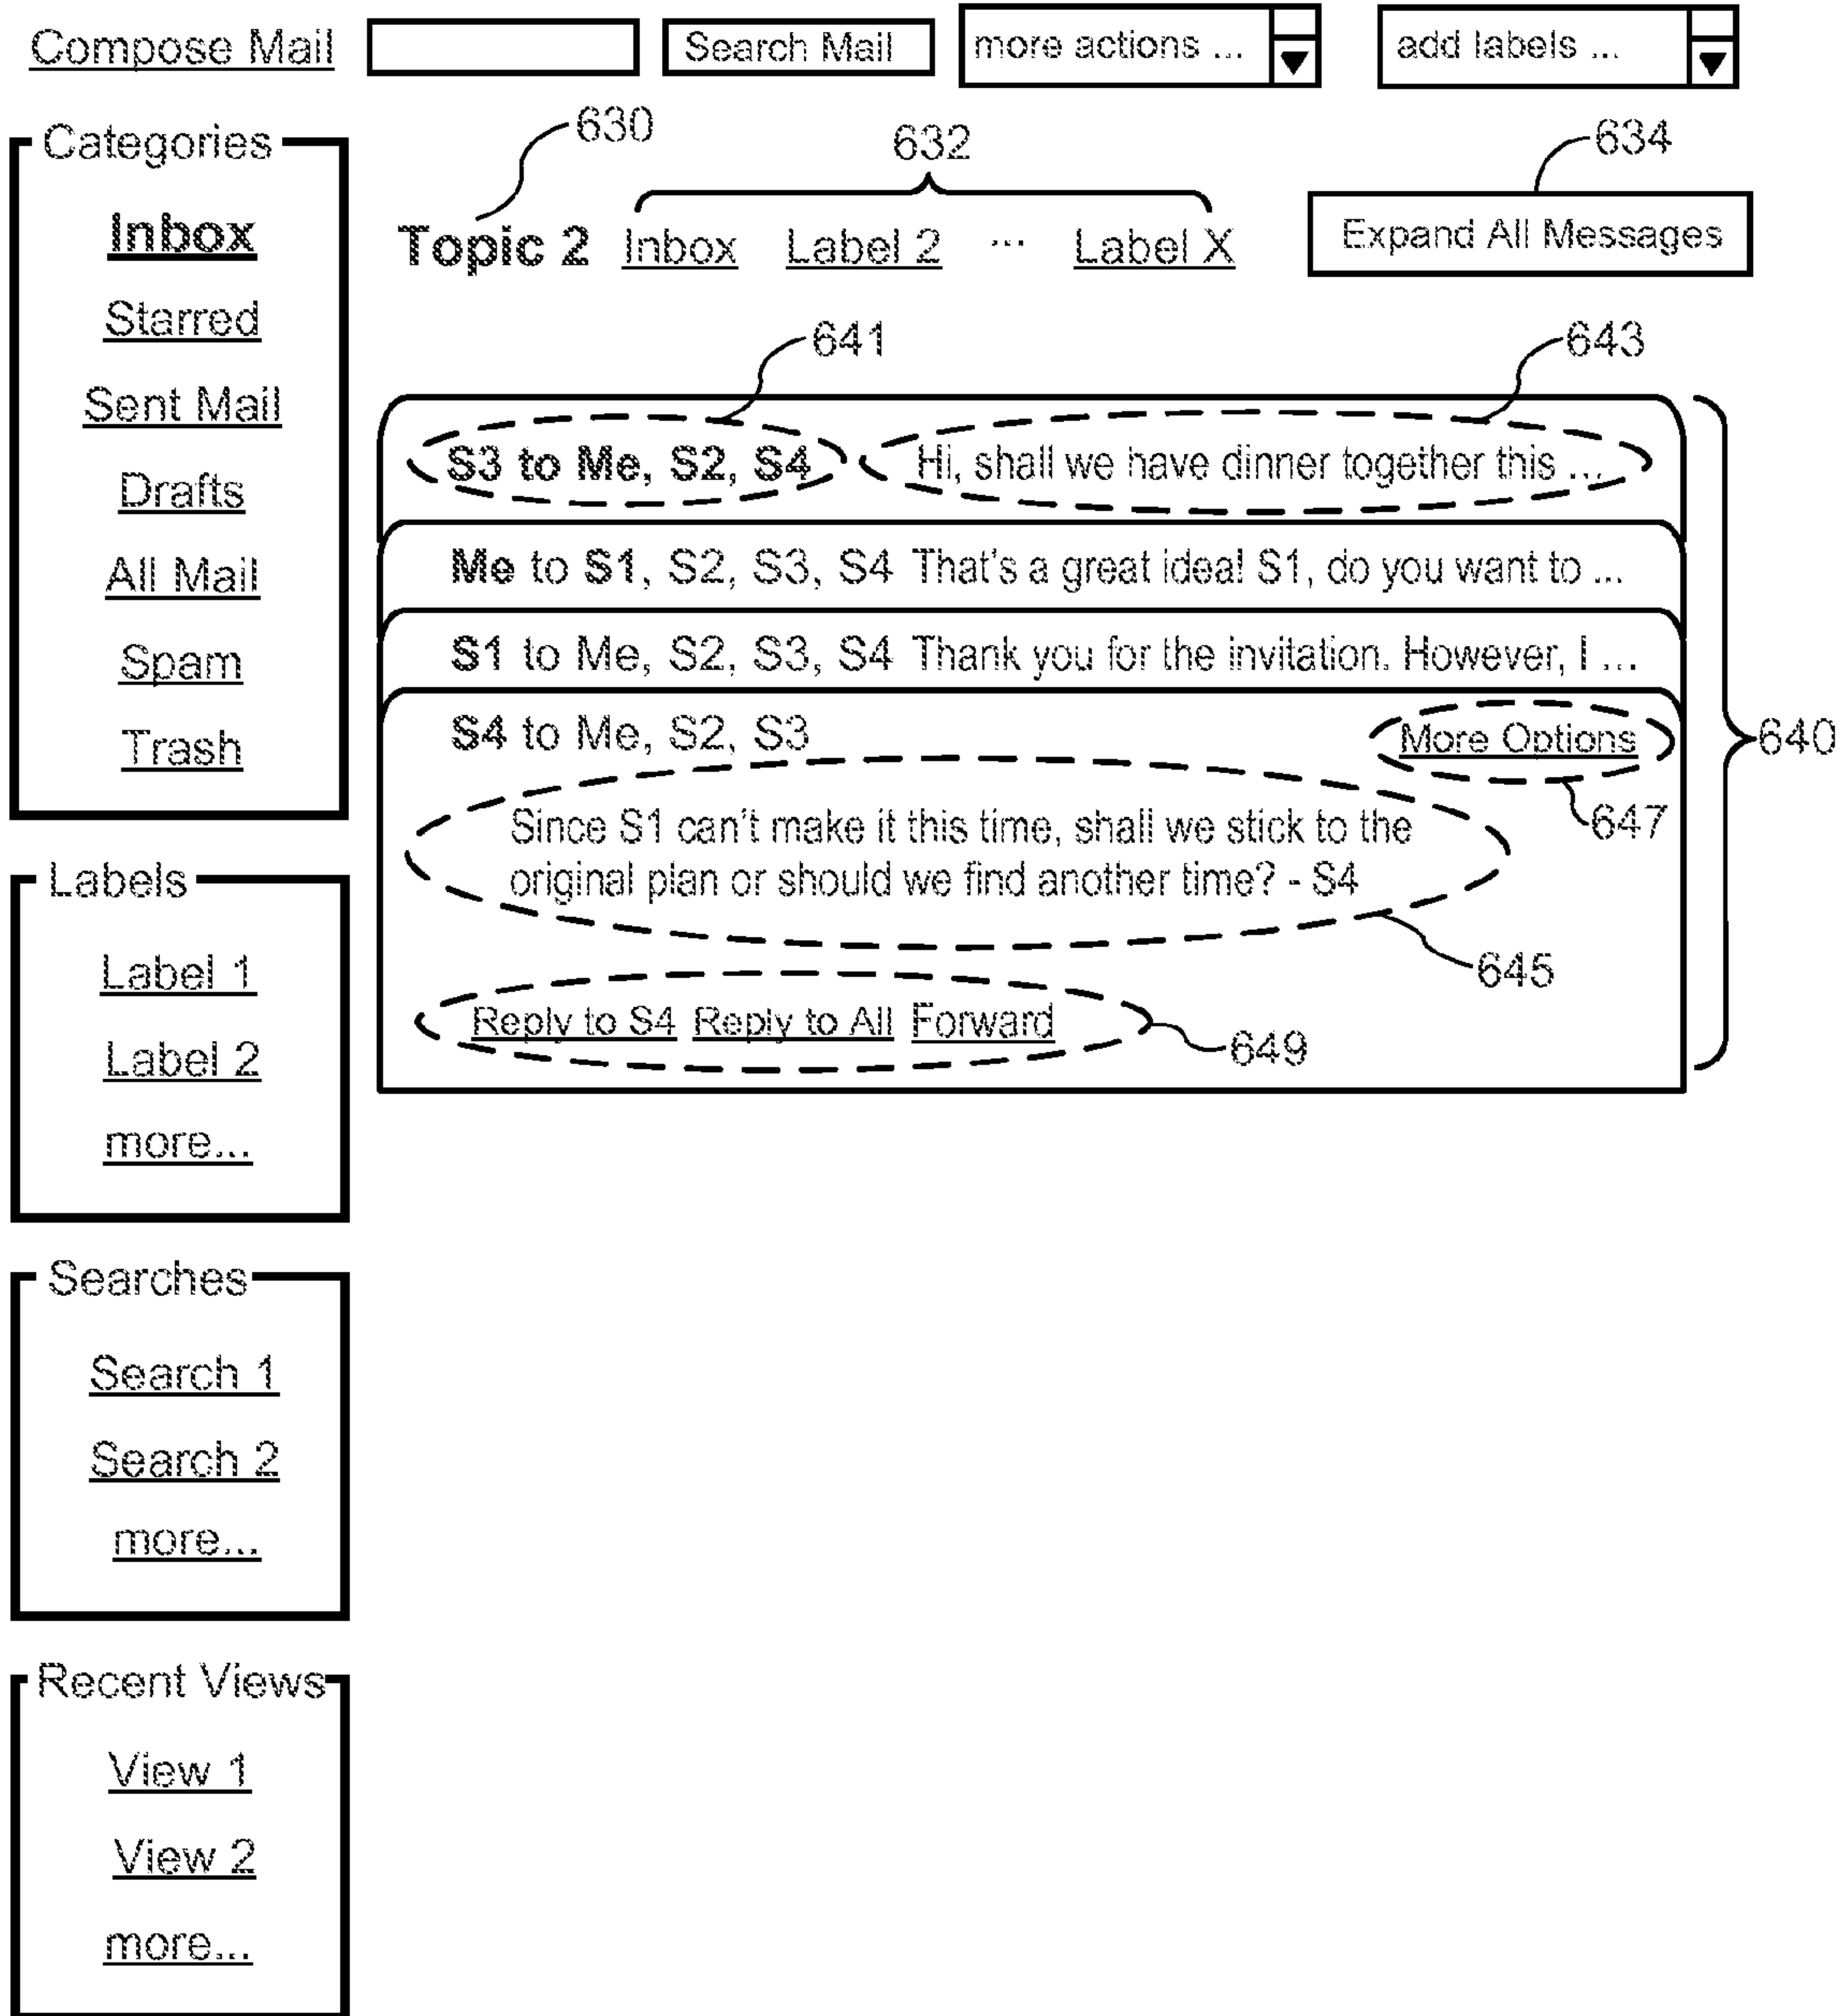 Compose Mail Search Mail more actions ... add labels ...
Categories
Inbox
Starred
Sent Mail
Drafts
All Mail
Spam
Trash
Labels
Label 1
Label 2
more...
Searches
Search 1
Search 2
more...
Recent Views
View 1
View 2
more...
630
632
634
Topic 2 Inbox Label 2 ... Label X Expand All Messages
641
643
S3 to Me, S2, S4 Hi, shall we have dinner together this ...
Me to S1, S2, S3, S4 That's a great idea! S1, do you want to ...
S1 to Me, S2, S3, S4 Thank you for the invitation. However, I ...
S4 to Me, S2, S3 More Options
640
647
Since S1 can't make it this time, shall we stick to the
original plan or should we find another time? - S4
645
Reply to S4 Reply to All Forward
649